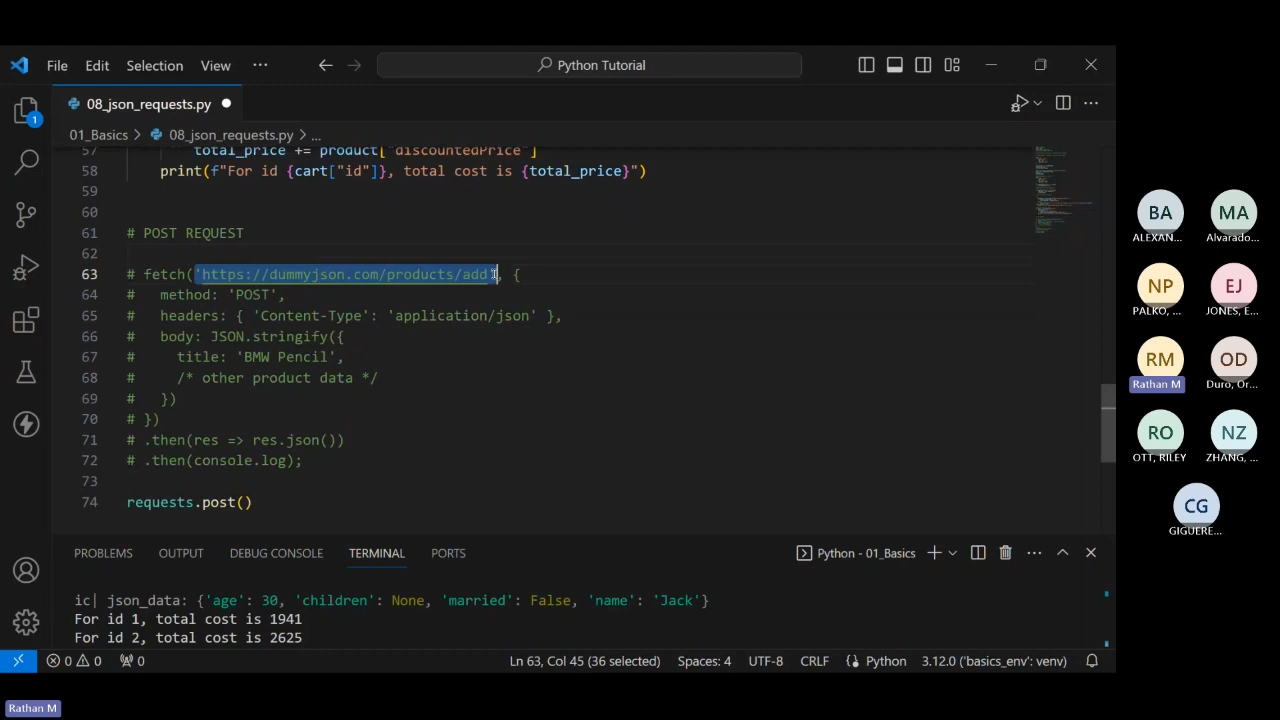 File Edit Selection View ··· Python Tutorial
08_json_requests.py
01_Basics > 08_json_requests.py > ...
57 total_price += product["discountedPrice"]
58 print(f"For id {cart["id"]}, total cost is {total_price}")
59
60
61 # POST REQUEST
62
63 # fetch('https://dummyjson.com/products/add', {
64 # method: 'POST',
65 # headers: { 'Content-Type': 'application/json' },
66 # body: JSON.stringify({
67 # title: 'BMW Pencil',
68 # /* other product data */
69 # })
70 # })
71 # .then(res => res.json())
72 # .then(console.log);
73
74 requests.post()
PROBLEMS OUTPUT DEBUG CONSOLE TERMINAL PORTS Python - 01_Basics
ic| json_data: {'age': 30, 'children': None, 'married': False, 'name': 'Jack'}
For id 1, total cost is 1941
For id 2, total cost is 2625
0 0 0 Ln 63, Col 45 (36 selected) Spaces: 4 UTF-8 CRLF Python 3.12.0 ('basics_env': venv)
1
BA MA
ALEXAN... Alvarado...
NP EJ
PALKO, ... JONES, E...
RM OD
Rathan M Duro, Or...
RO NZ
OTT, RILEY ZHANG, ...
CG
GIGUERE...
Rathan M